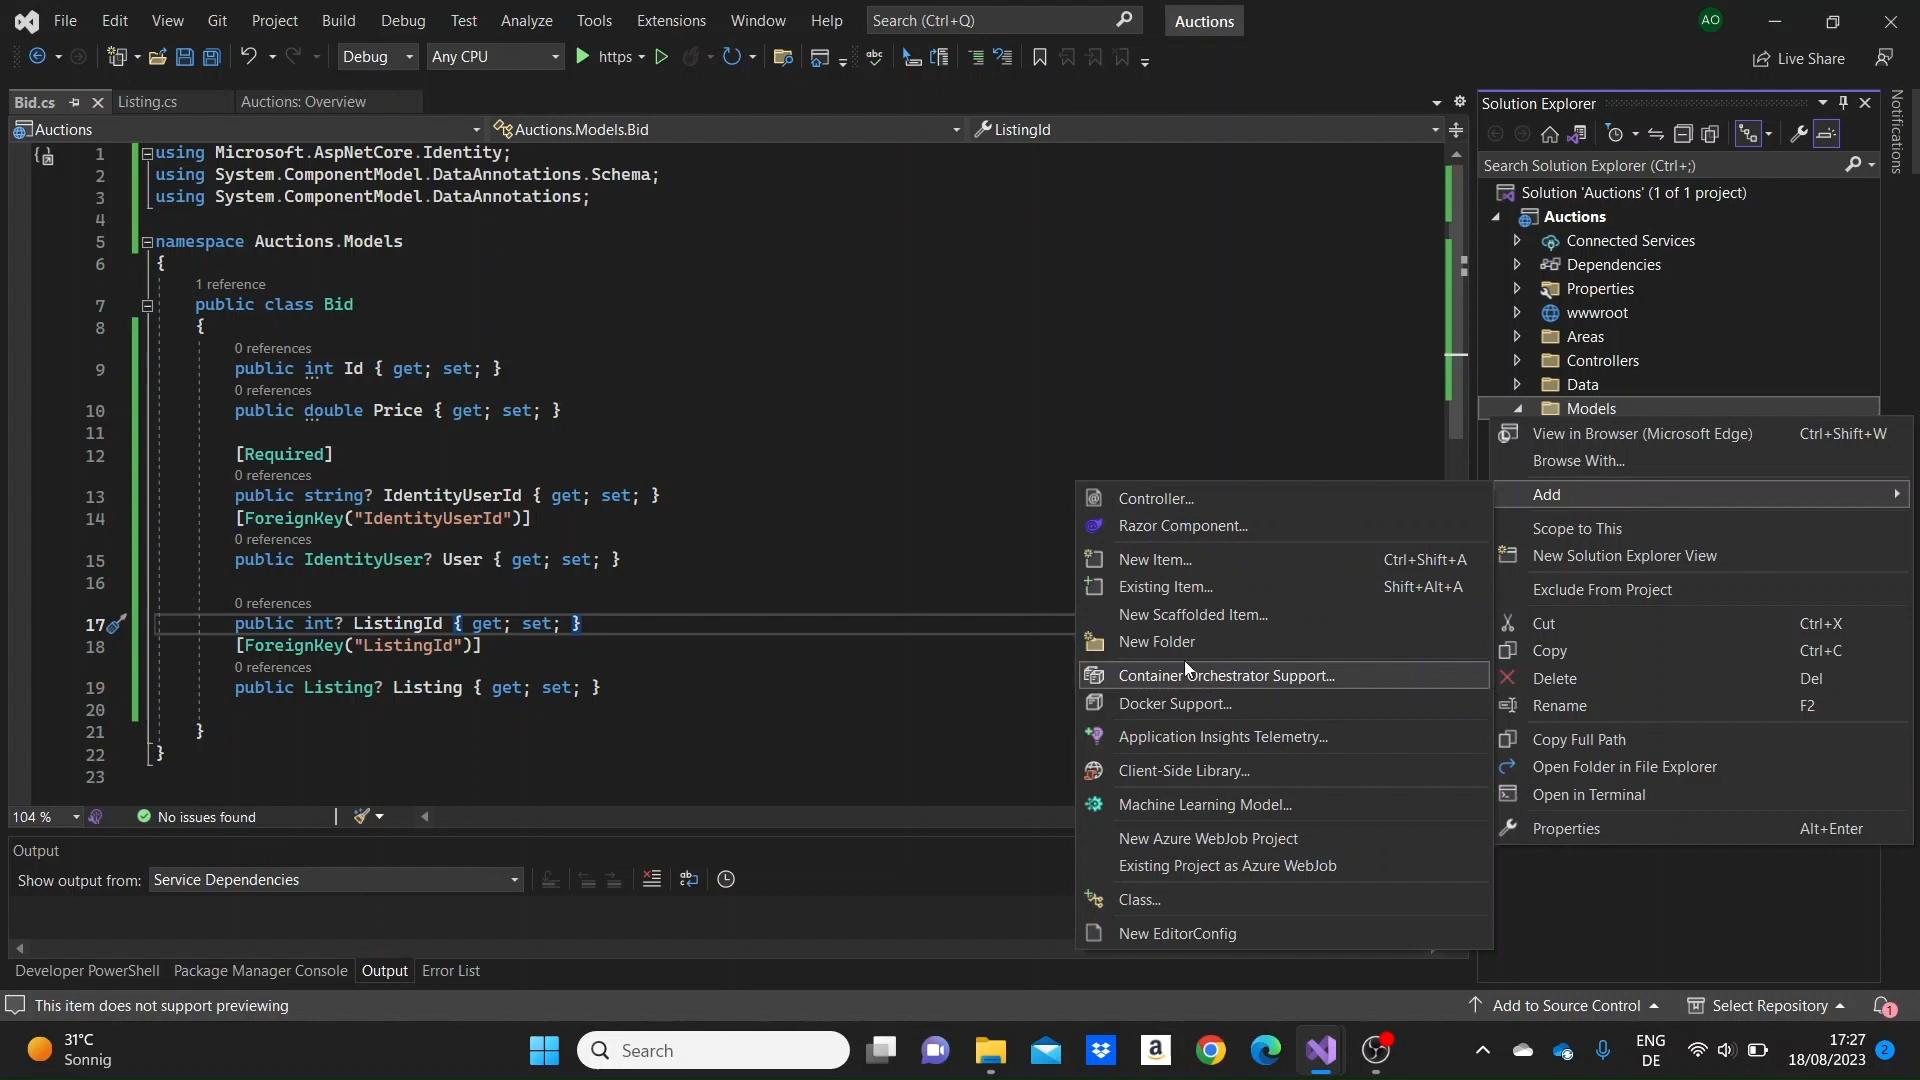 File Edit View Git Project Build Debug Test Analyze Tools Extensions Window Help Search (Ctrl+Q) Auctions AO
Debug Any CPU https Live Share
Bid.cs Listing.cs Auctions: Overview
Auctions Auctions.Models.Bid ListingId
1 using Microsoft.AspNetCore.Identity;
2 using System.ComponentModel.DataAnnotations.Schema;
3 using System.ComponentModel.DataAnnotations;
4
5 namespace Auctions.Models
6 {
1 reference
7 public class Bid
8 {
0 references
9 public int Id { get; set; }
0 references
10 public double Price { get; set; }
11
12 [Required]
0 references
13 public string? IdentityUserId { get; set; }
14 [ForeignKey("IdentityUserId")]
0 references
15 public IdentityUser? User { get; set; }
16
0 references
17 public int? ListingId { get; set; }
18 [ForeignKey("ListingId")]
0 references
19 public Listing? Listing { get; set; }
20
21 }
22 }
23
104 % No issues found
Output
Show output from: Service Dependencies
Developer PowerShell Package Manager Console Output Error List
Solution Explorer
Notifications
Search Solution Explorer (Ctrl+;)
Solution 'Auctions' (1 of 1 project)
Auctions
Connected Services
Dependencies
Properties
wwwroot
Areas
Controllers
Data
Models
View in Browser (Microsoft Edge) Ctrl+Shift+W
Browse With...
Add
Scope to This
New Solution Explorer View
Exclude From Project
Cut Ctrl+X
Copy Ctrl+C
Delete Del
Rename F2
Copy Full Path
Open Folder in File Explorer
Open in Terminal
Properties Alt+Enter
Controller...
Razor Component...
New Item... Ctrl+Shift+A
Existing Item... Shift+Alt+A
New Scaffolded Item...
New Folder
Container Orchestrator Support...
Docker Support...
Application Insights Telemetry...
Client-Side Library...
Machine Learning Model...
New Azure WebJob Project
Existing Project as Azure WebJob
Class...
New EditorConfig
This item does not support previewing Add to Source Control Select Repository 1
31°C
Sonnig
Search
ENG
DE
17:27
18/08/2023
2